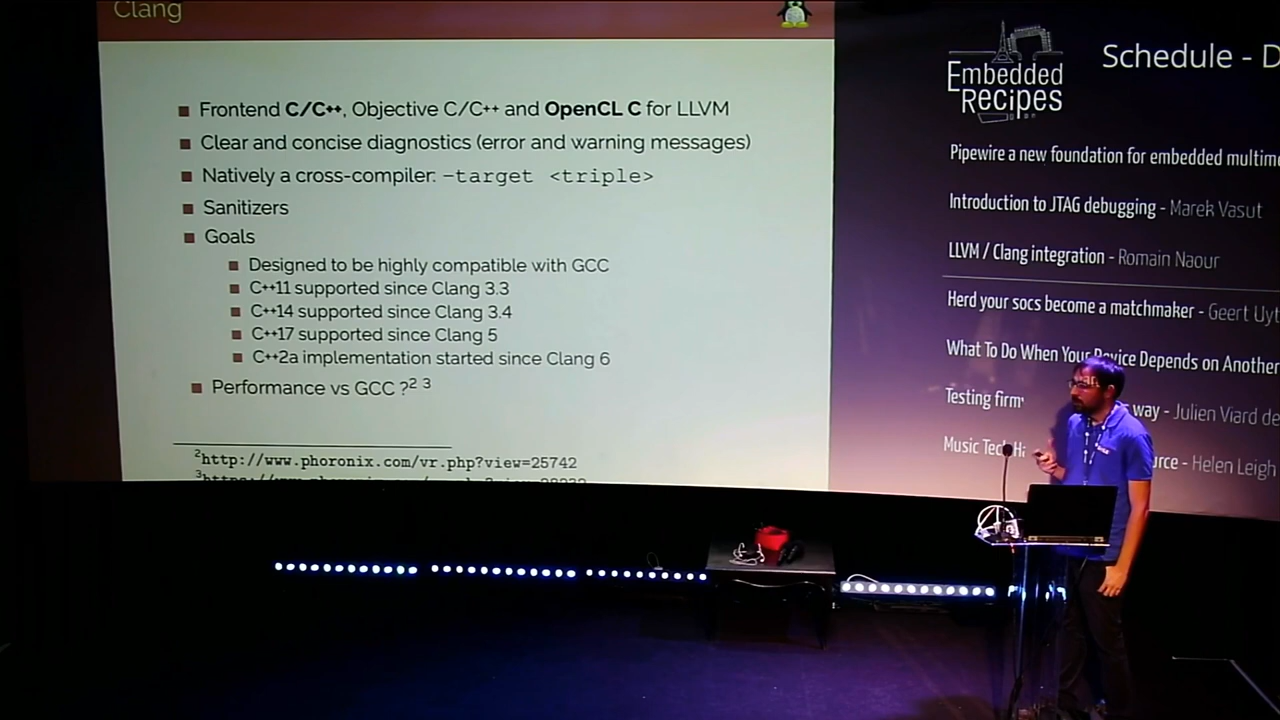 Clang
Frontend C/C++, Objective C/C++ and OpenCL C for LLVM
Clear and concise diagnostics (error and warning messages)
Natively a cross-compiler: -target <triple>
Sanitizers
Goals
Designed to be highly compatible with GCC
C++11 supported since Clang 3.3
C++14 supported since Clang 3.4
C++17 supported since Clang 5
C++2a implementation started since Clang 6
Performance vs GCC ?2 3
2http://www.phoronix.com/vr.php?view=25742
Embedded
Recipes
Schedule - D
Pipewire a new foundation for embedded multime
Introduction to JTAG debugging - Marek Vasut
LLVM / Clang integration - Romain Naour
Herd your socs become a matchmaker - Geert Uyt
What To Do When Your Device Depends on Another
Testing firm way - Julien Viard de
Music Tech urce - Helen Leigh